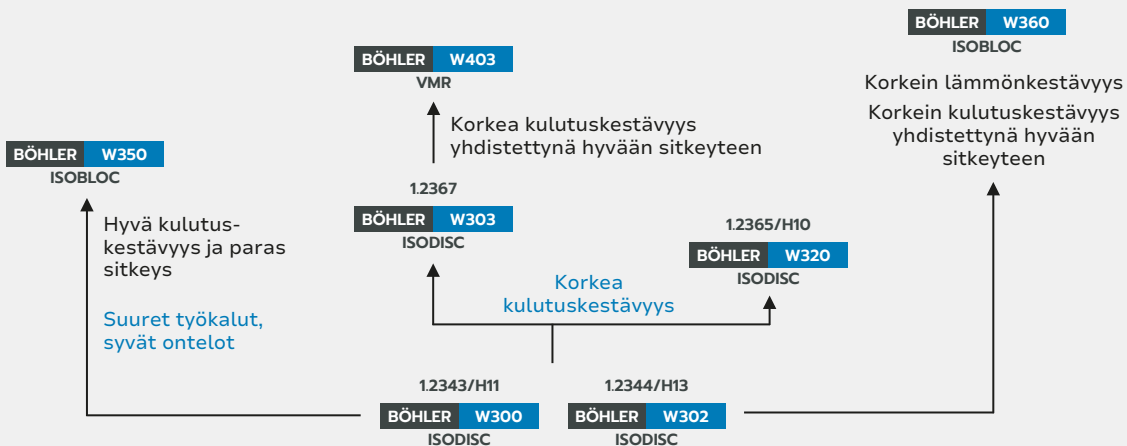 BÖHLER W360
ISOBLOC
Korkein lämmönkestävyys
Korkein kulutuskestävyys
yhdistettynä hyvään
sitkeyteen
BÖHLER W403
VMR
Korkea kulutuskestävyys
yhdistettynä hyvään sitkeyteen
BÖHLER W350
ISOBLOC
Hyvä kulutus-
kestävyys ja paras
sitkeys
Suuret työkalut,
syvät ontelot
1.2367
BÖHLER W303
ISODISC
1.2365/H10
BÖHLER W320
ISODISC
Korkea
kulutuskestävyys
1.2343/H11
BÖHLER W300
ISODISC
1.2344/H13
BÖHLER W302
ISODISC